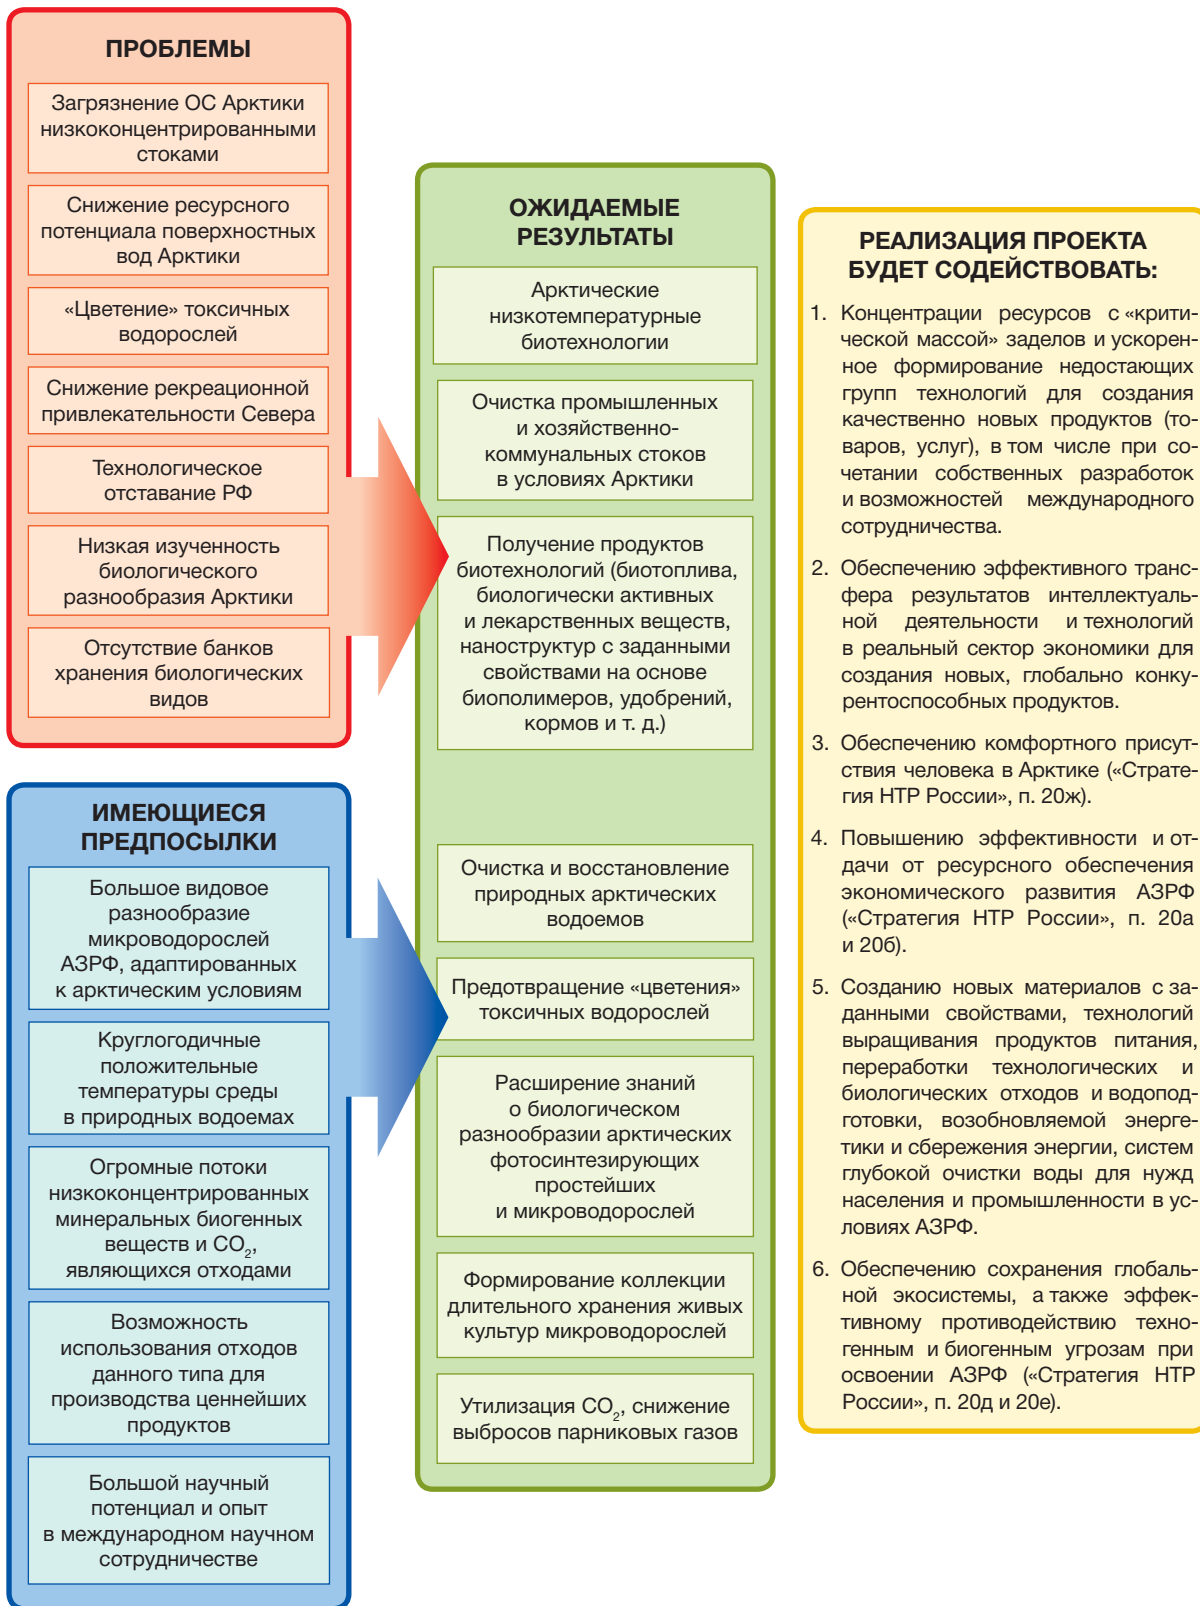 ПРОБЛЕМЫ
Загрязнение ОС Арктики
низкоконцентрированными
стоками
Снижение ресурсного
потенциала поверхностных
вод Арктики
«Цветение» токсичных
водорослей
Снижение рекреационной
привлекательности Севера
Технологическое
отставание РФ
Низкая изученность
биологического
разнообразия Арктики
Отсутствие банков
хранения биологических
видов
ИМЕЮЩИЕСЯ
ПРЕДПОСЫЛКИ
Большое видовое
разнообразие
микроводорослей
АЗРФ, адаптированных
к арктическим условиям
Круглогодичные
положительные
температуры среды
в природных водоемах
Огромные потоки
низкоконцентрированных
минеральных биогенных
веществ и CO₂,
являющихся отходами
Возможность
использования отходов
данного типа для
производства ценнейших
продуктов
Большой научный
потенциал и опыт
в международном научном
сотрудничестве
ОЖИДАЕМЫЕ
РЕЗУЛЬТАТЫ
Арктические
низкотемпературные
биотехнологии
Очистка промышленных
и хозяйственно-
коммунальных стоков
в условиях Арктики
Получение продуктов
биотехнологий (биотоплива,
биологически активных
и лекарственных веществ,
наноструктур с заданными
свойствами на основе
биополимеров, удобрений,
кормов и т. д.)
Очистка и восстановление
природных арктических
водоемов
Предотвращение «цветения»
токсичных водорослей
Расширение знаний
о биологическом
разнообразии арктических
фотосинтезирующих
простейших
и микроводорослей
Формирование коллекции
длительного хранения живых
культур микроводорослей
Утилизация CO₂, снижение
выбросов парниковых газов
РЕАЛИЗАЦИЯ ПРОЕКТА
БУДЕТ СОДЕЙСТВОВАТЬ:
1. Концентрации ресурсов с «крити-
ческой массой» заделов и ускорен-
ное формирование недостающих
групп технологий для создания
качественно новых продуктов (то-
варов, услуг), в том числе при со-
четании собственных разработок
и возможностей международного
сотрудничества.
2. Обеспечению эффективного транс-
фера результатов интеллектуаль-
ной деятельности и технологий
в реальный сектор экономики для
создания новых, глобально конку-
рентоспособных продуктов.
3. Обеспечению комфортного присут-
ствия человека в Арктике («Страте-
гия НТР России», п. 20ж).
4. Повышению эффективности и от-
дачи от ресурсного обеспечения
экономического развития АЗРФ
(«Стратегия НТР России», п. 20а
и 20б).
5. Созданию новых материалов с за-
данными свойствами, технологий
выращивания продуктов питания,
переработки технологических и
биологических отходов и водопод-
готовки, возобновляемой энерге-
тики и сбережения энергии, систем
глубокой очистки воды для нужд
населения и промышленности в ус-
ловиях АЗРФ.
6. Обеспечению сохранения глобаль-
ной экосистемы, а также эффек-
тивному противодействию техно-
генным и биогенным угрозам при
освоении АЗРФ («Стратегия НТР
России», п. 20д и 20е).